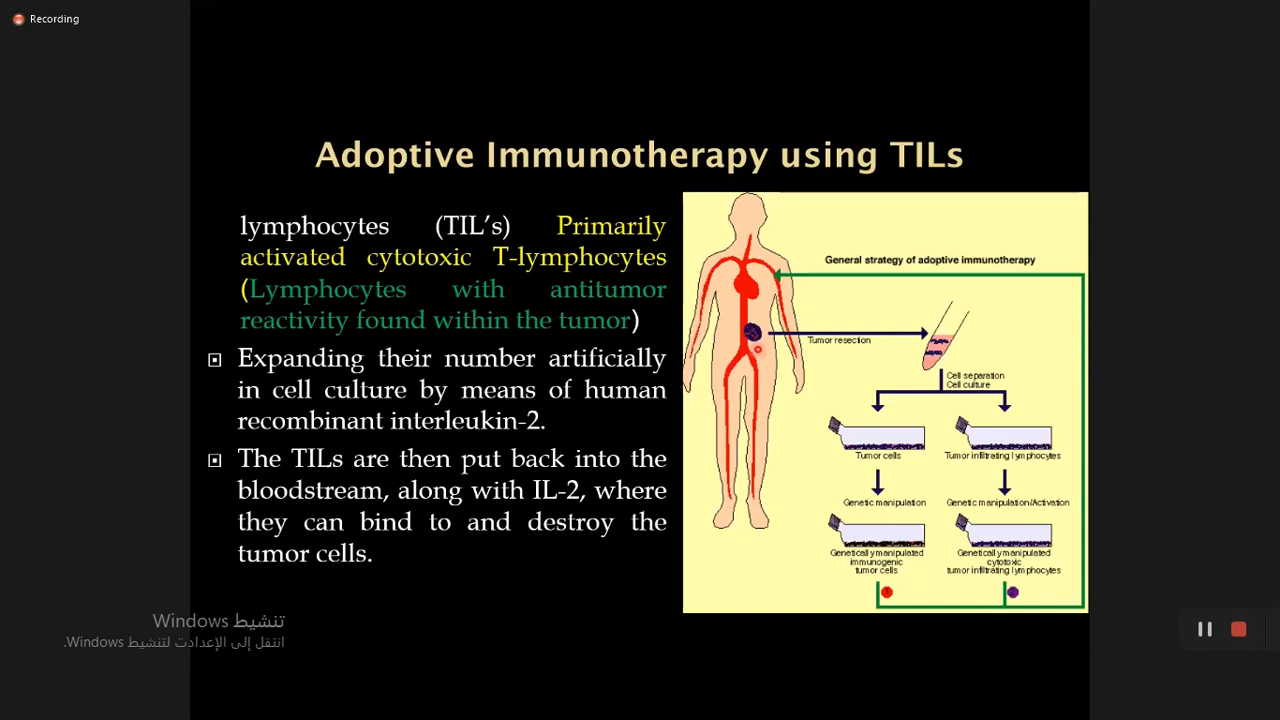 Recording
Adoptive Immunotherapy using TILs
lymphocytes (TIL’s) Primarily
activated cytotoxic T-lymphocytes
(Lymphocytes with antitumor
reactivity found within the tumor)
Expanding their number artificially
in cell culture by means of human
recombinant interleukin-2.
The TILs are then put back into the
bloodstream, along with IL-2, where
they can bind to and destroy the
tumor cells.
General strategy of adoptive immunotherapy
Tumor resection
Cell separation
Cell culture
Tumor cells
Tumor infiltrating lymphocytes
Genetic manipulation
Genetic manipulation/Activation
Genetically manipulated
immunogenic
tumor cells
Genetically manipulated
cytotoxic
tumor infiltrating lymphocytes
1
2
تنشيط Windows
انتقل إلى الإعدادت لتنشيط Windows.